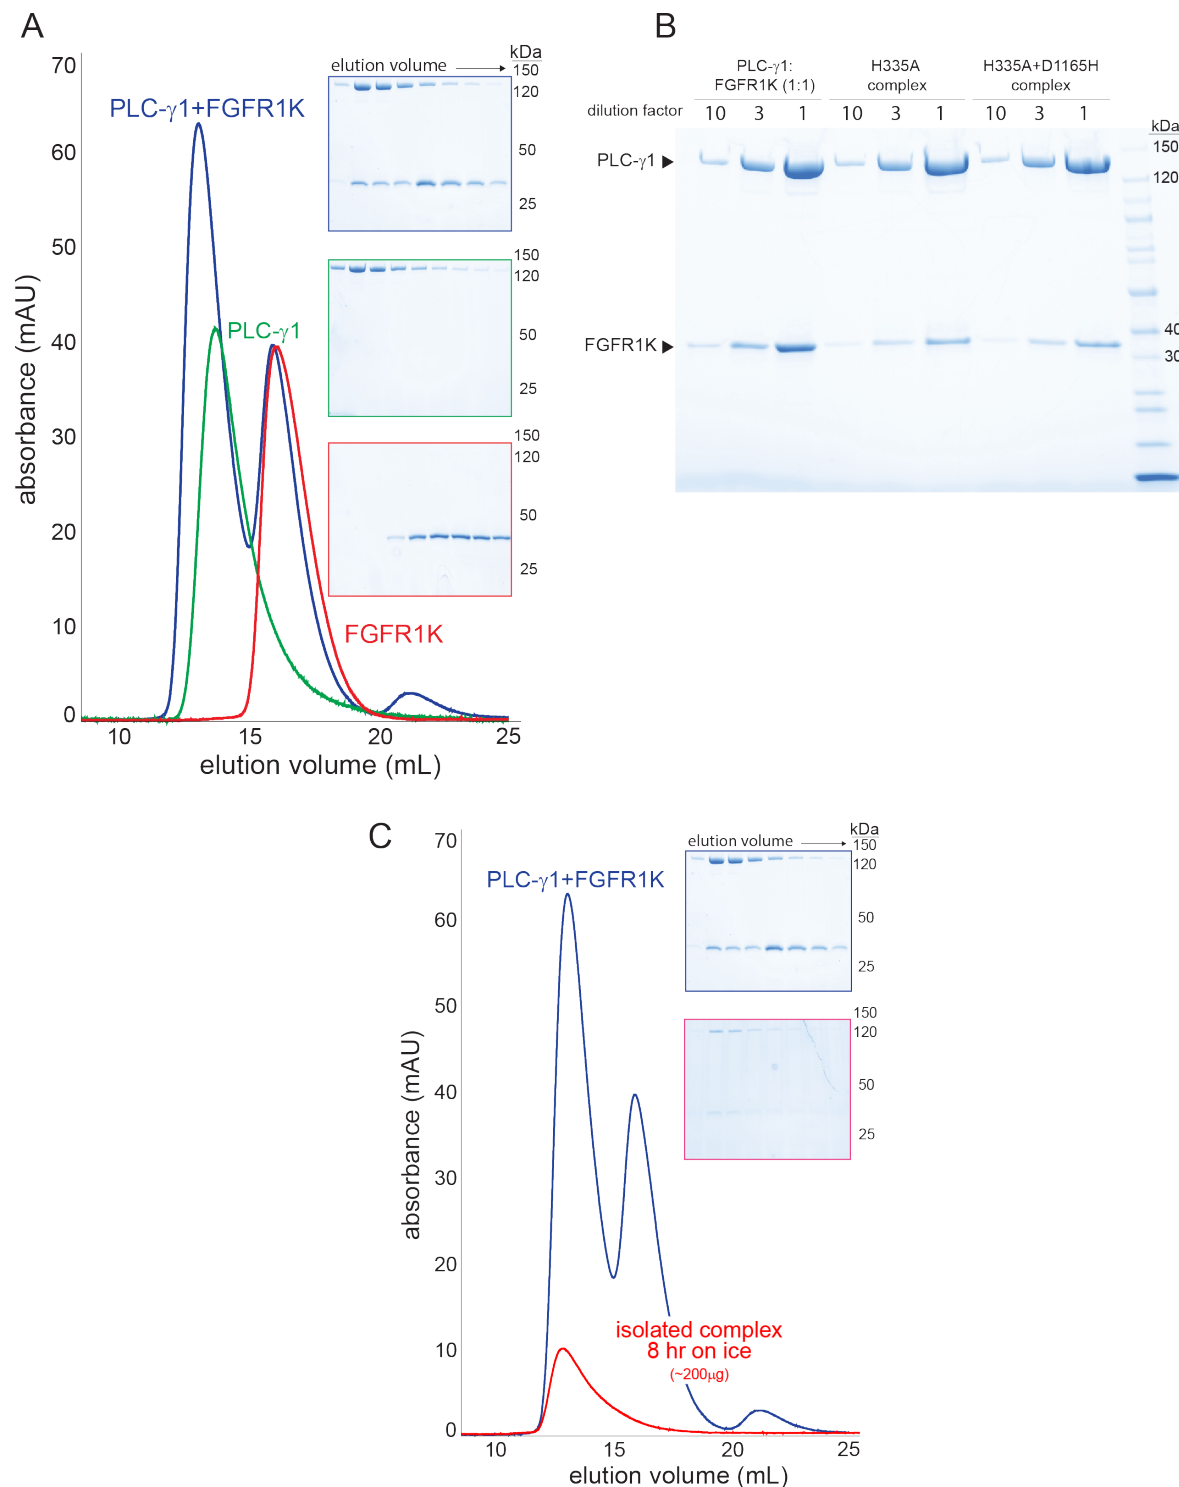 A
70
60
50
40
30
20
10
0
absorbance (mAU)
10
15
20
25
elution volume (mL)
PLC-γ1+FGFR1K
PLC-γ1
FGFR1K
elution volume
kDa
150
120
50
25
150
120
50
25
150
120
50
25
B
PLC-γ1:
FGFR1K (1:1)
H335A
complex
H335A+D1165H
complex
dilution factor
10 3 1 10 3 1 10 3 1
kDa
PLC-γ1
150
120
FGFR1K
40
30
C
70
60
50
40
30
20
10
0
absorbance (mAU)
10
15
20
25
elution volume (mL)
PLC-γ1+FGFR1K
elution volume
kDa
150
120
50
25
150
120
50
25
isolated complex
8 hr on ice
(~200μg)